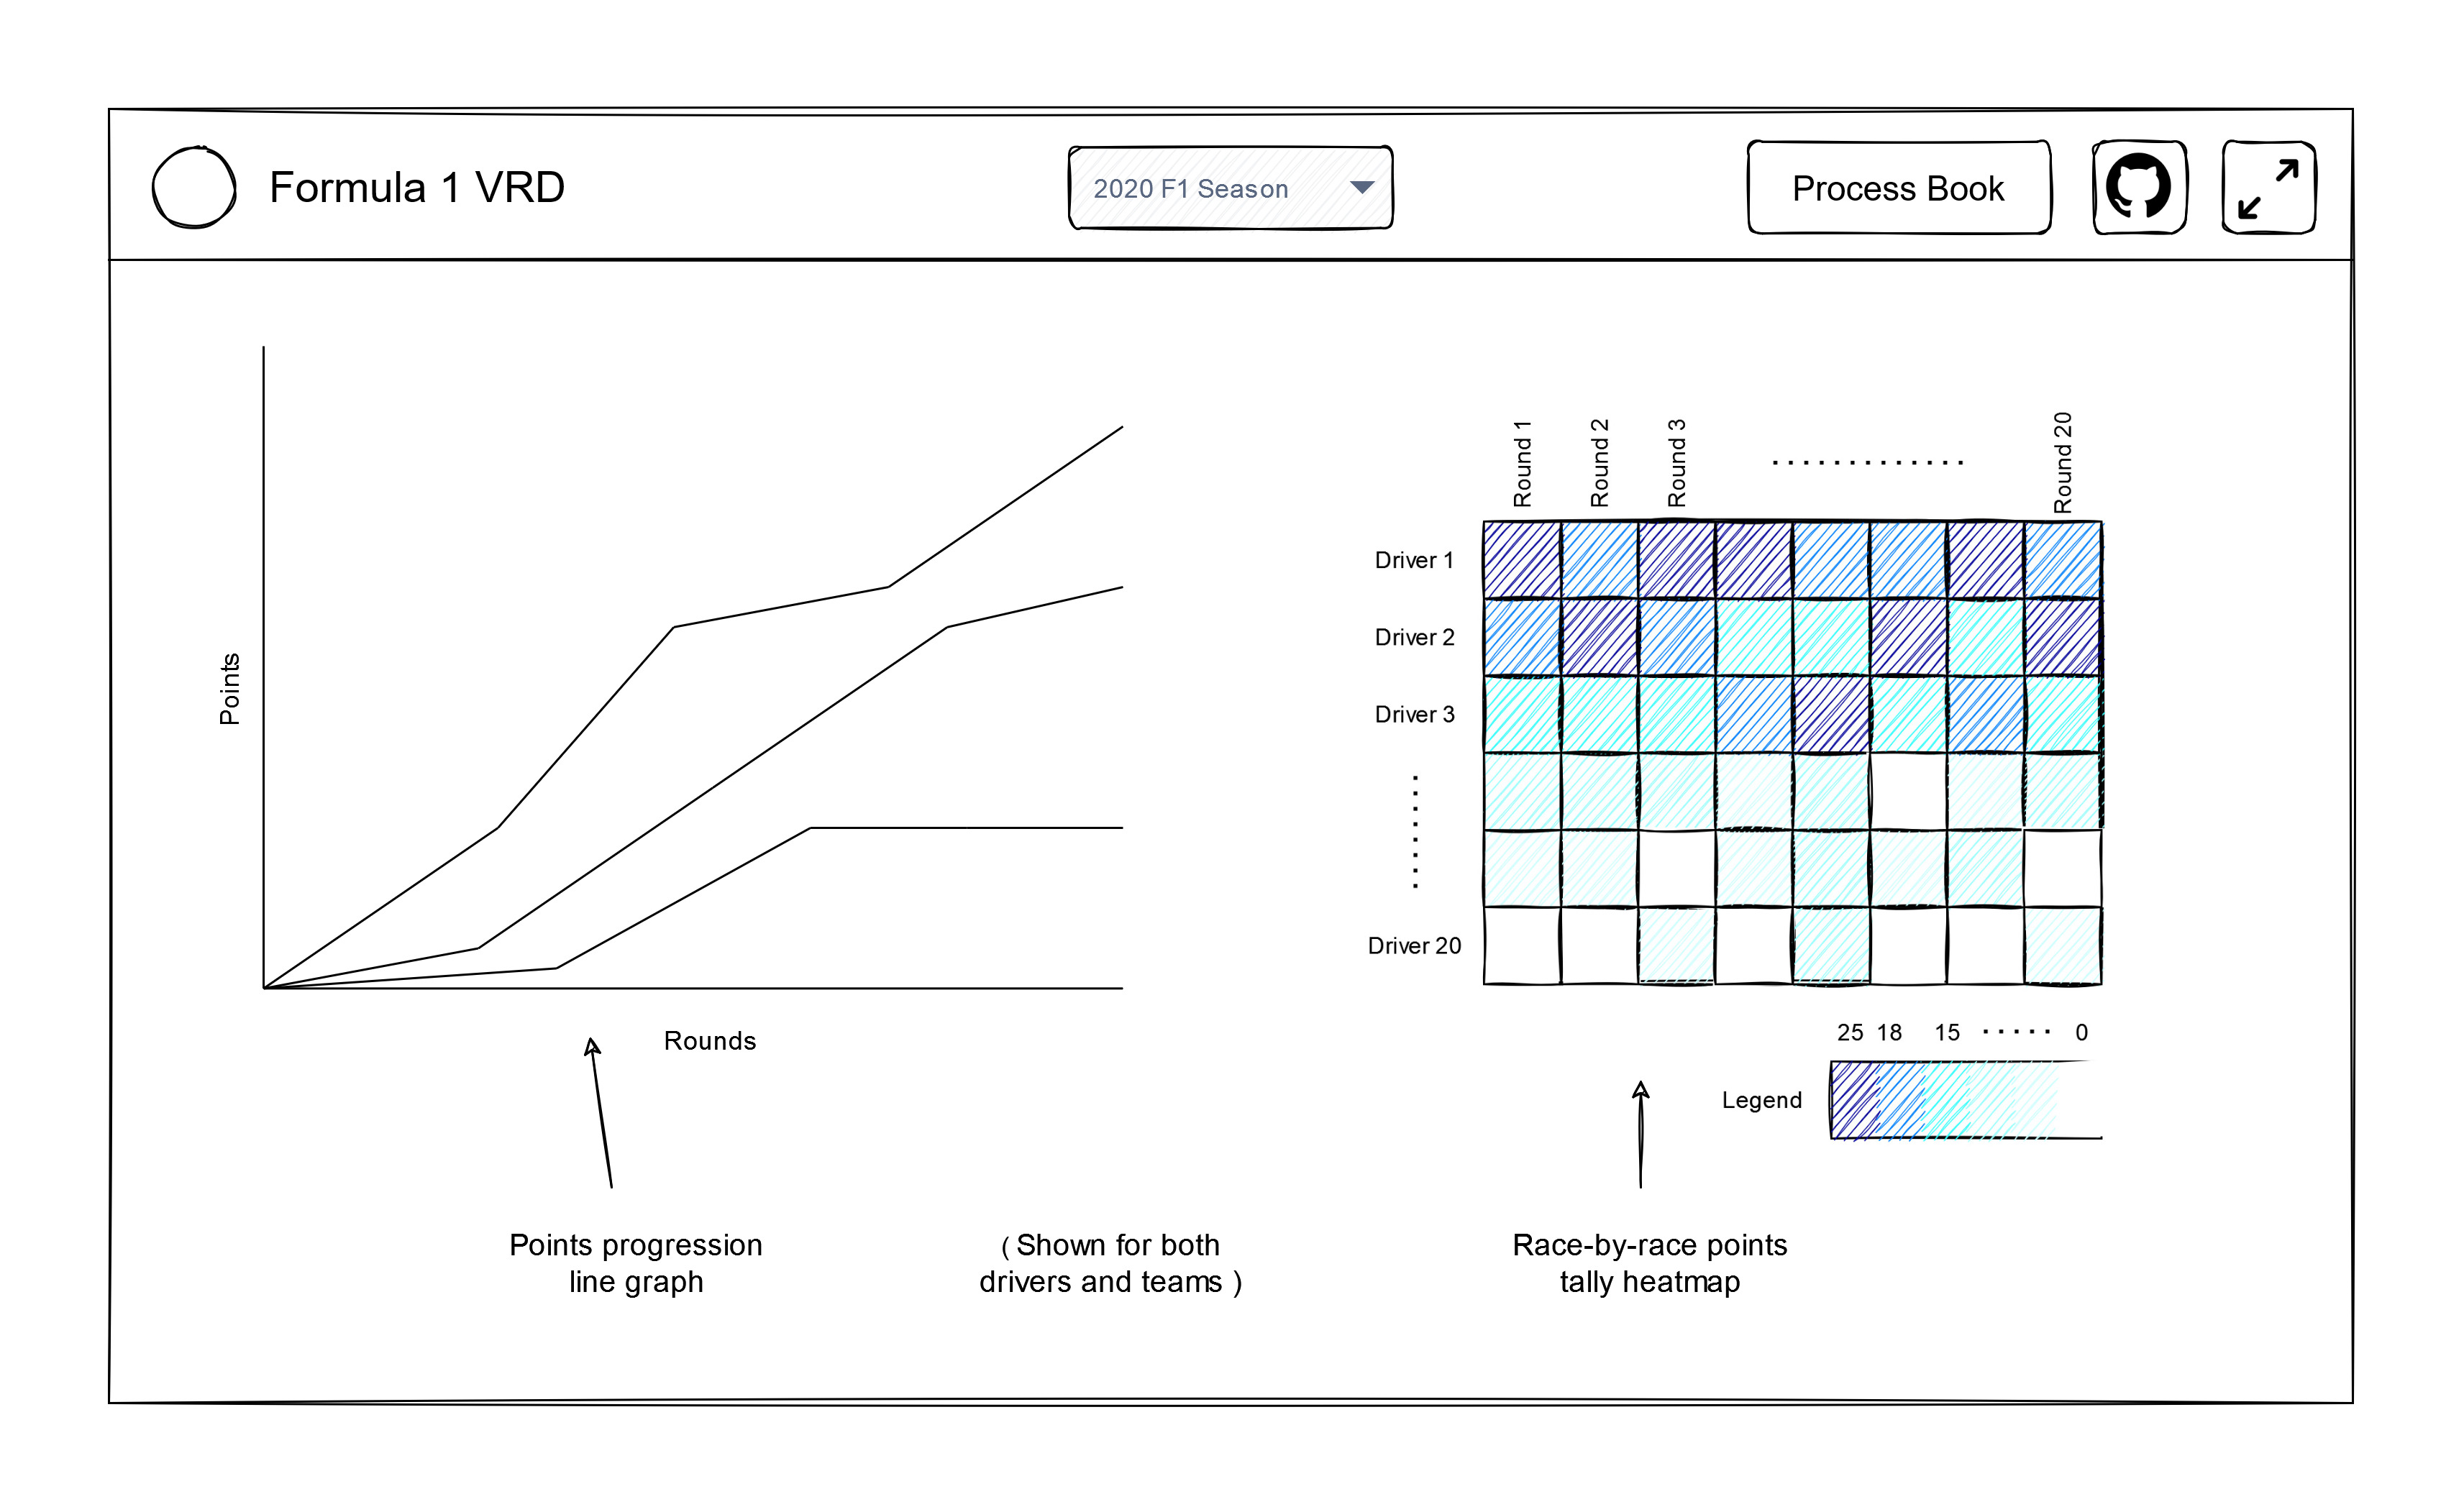 Formula 1 VRD
2020 F1 Season
Process Book
Points
Rounds
Round 1
Round 2
Round 3
.............
Round 20
Driver 1
Driver 2
Driver 3
........
Driver 20
25 18 15 ..... 0
Legend
Points progression
line graph
( Shown for both
drivers and teams )
Race-by-race points
tally heatmap